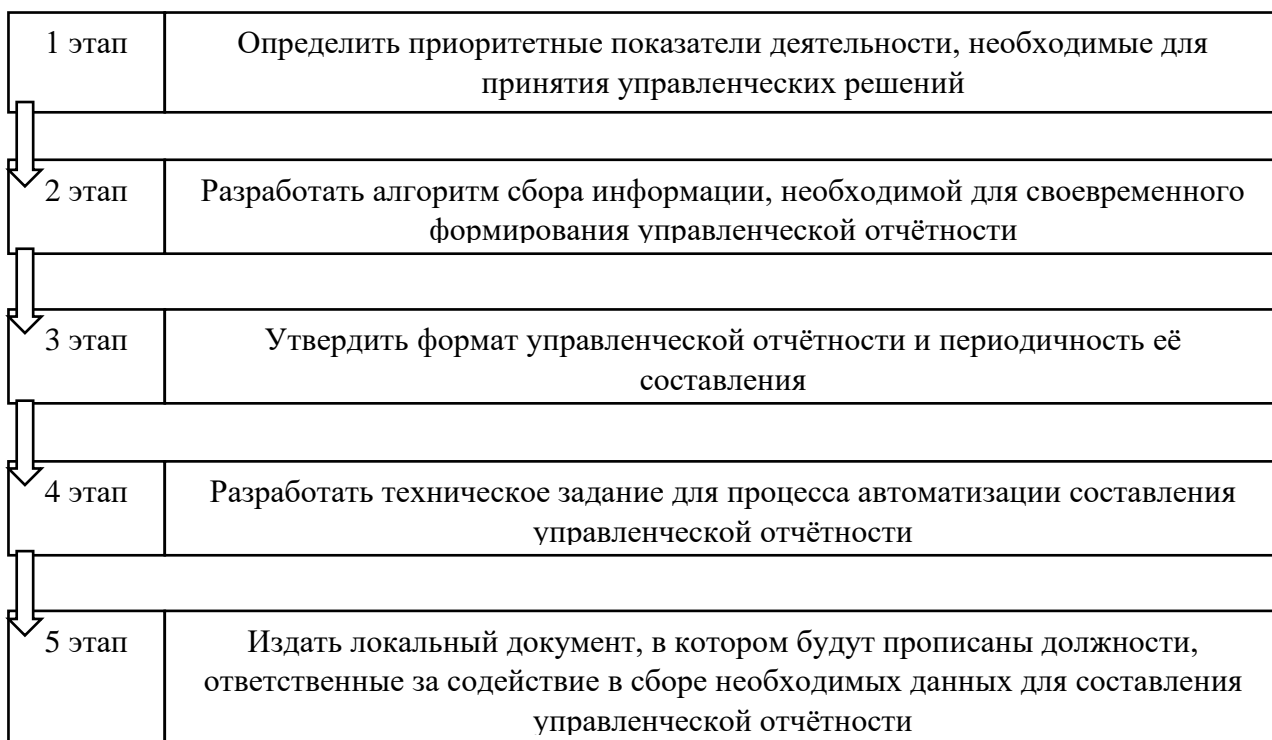 1 этап
Определить приоритетные показатели деятельности, необходимые для
принятия управленческих решений
2 этап
Разработать алгоритм сбора информации, необходимой для своевременного
формирования управленческой отчётности
3 этап
Утвердить формат управленческой отчётности и периодичность её
составления
4 этап
Разработать техническое задание для процесса автоматизации составления
управленческой отчётности
5 этап
Издать локальный документ, в котором будут прописаны должности,
ответственные за содействие в сборе необходимых данных для составления
управленческой отчётности